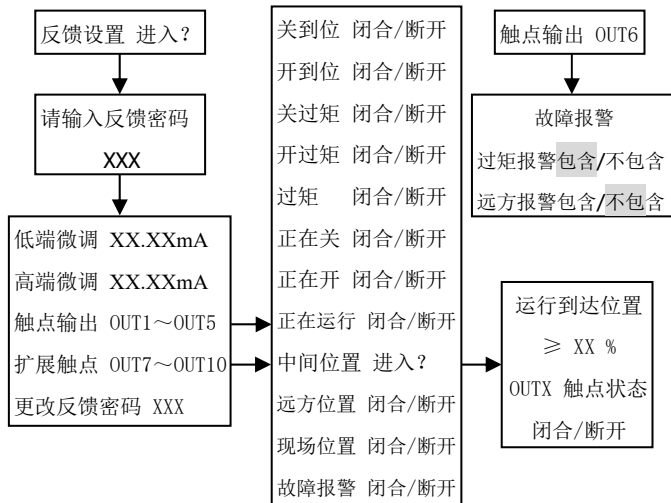 反馈设置 进入?
请输入反馈密码
XXX
低端微调 XX.XXmA
高端微调 XX.XXmA
触点输出 OUT1～OUT5
扩展触点 OUT7～OUT10
更改反馈密码 XXX
关到位 闭合/断开
开到位 闭合/断开
关过矩 闭合/断开
开过矩 闭合/断开
过矩 闭合/断开
正在关 闭合/断开
正在开 闭合/断开
正在运行 闭合/断开
中间位置 进入?
远方位置 闭合/断开
现场位置 闭合/断开
故障报警 闭合/断开
触点输出 OUT6
故障报警
过矩报警包含/不包含
远方报警包含/不包含
运行到达位置
≥ XX %
OUTX 触点状态
闭合/断开